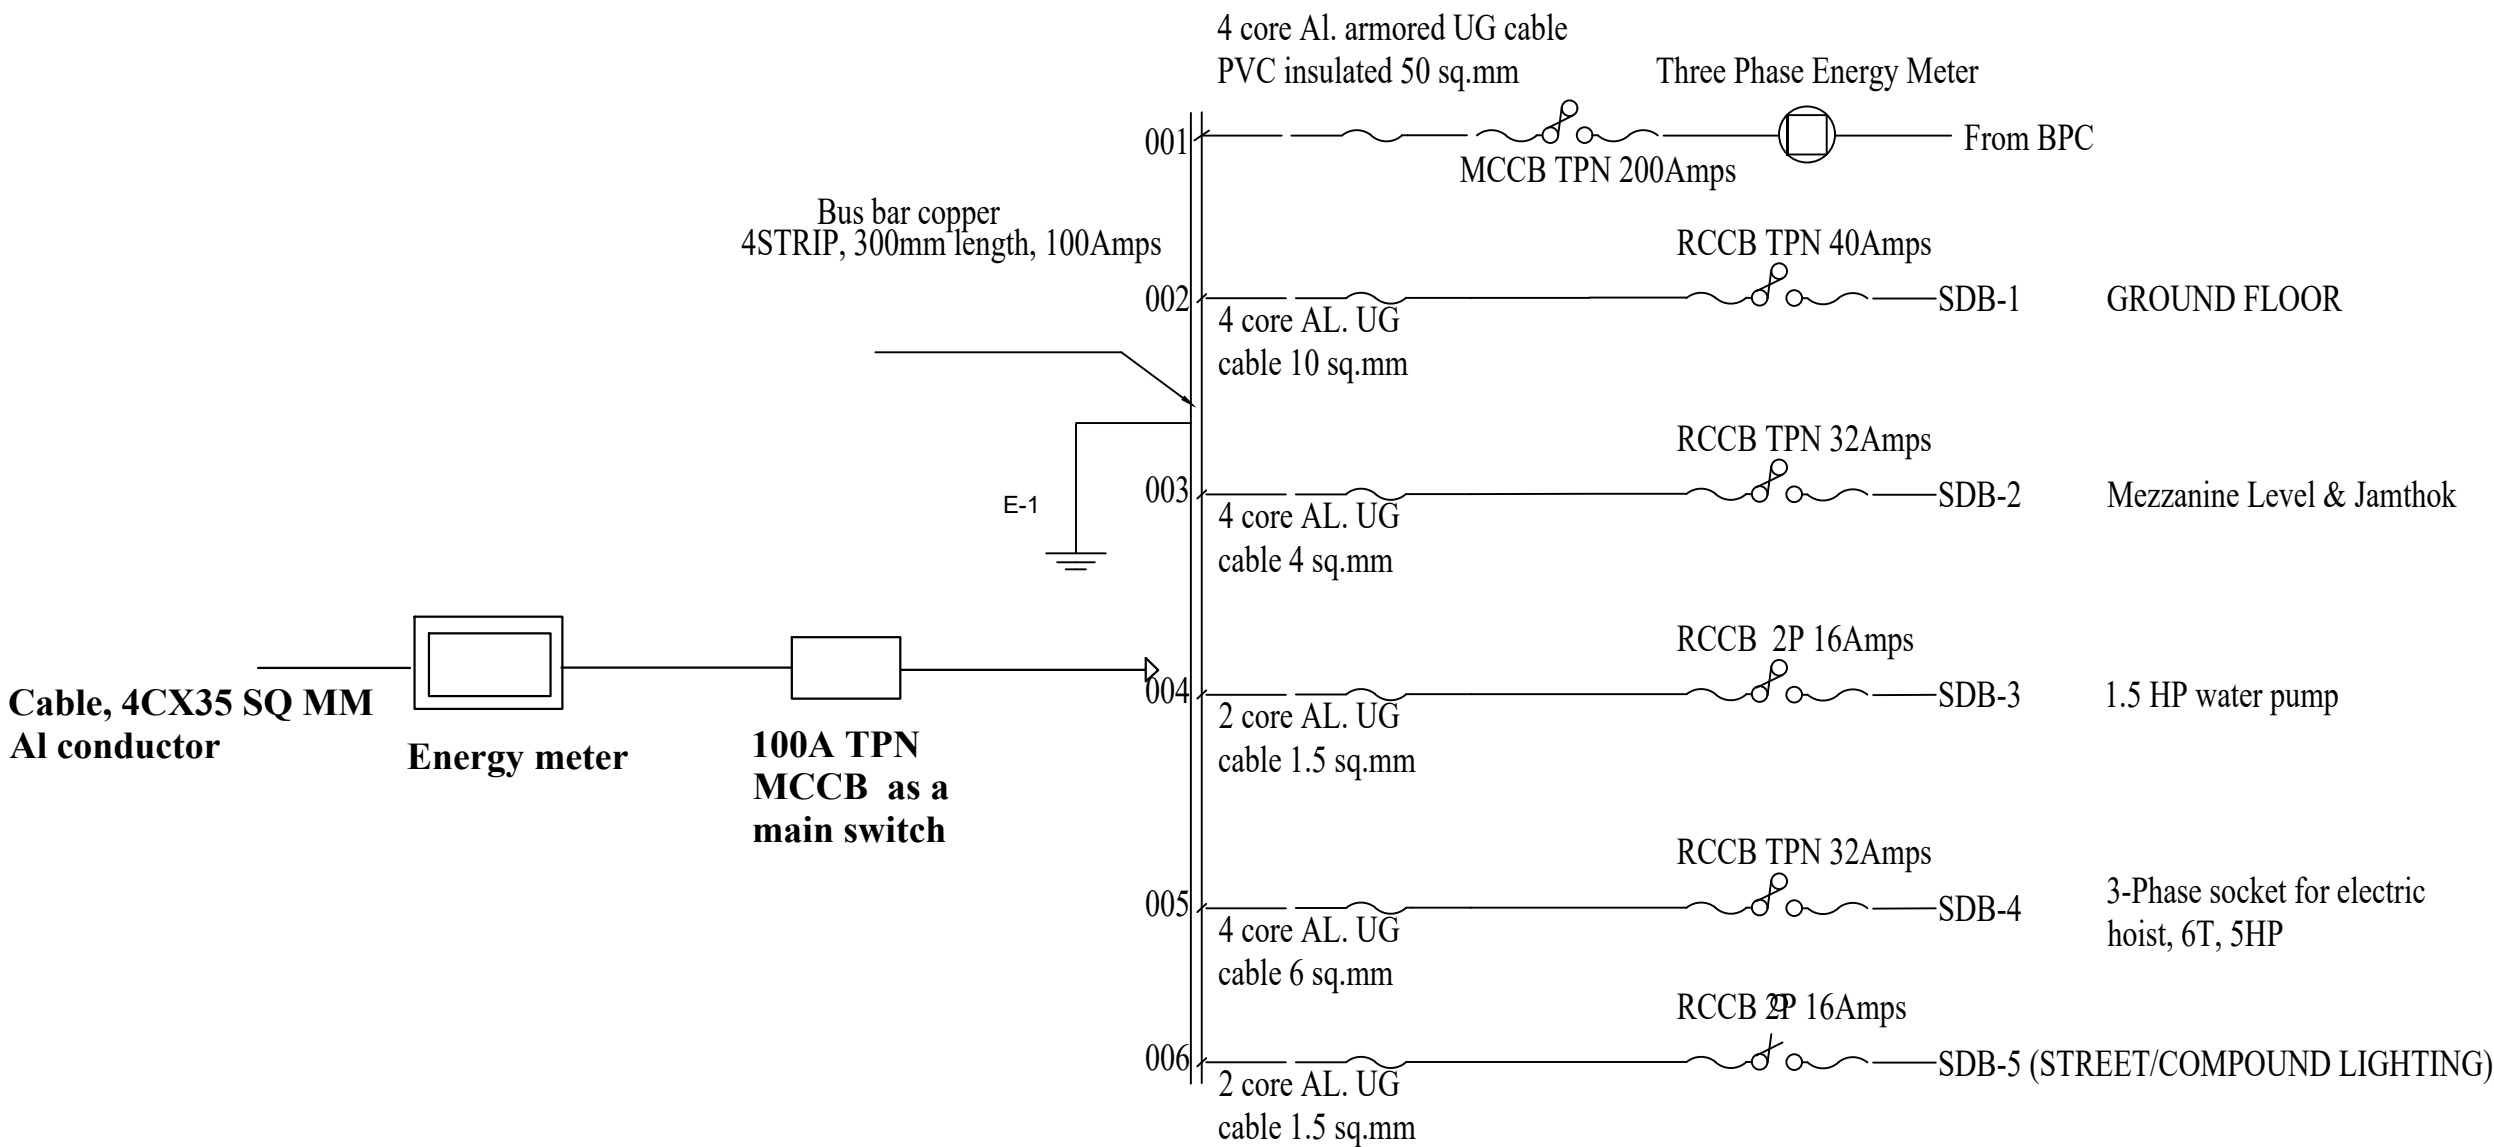 4 core Al. armored UG cable
PVC insulated 50 sq.mm
Three Phase Energy Meter
001
From BPC
MCCB TPN 200Amps
Bus bar copper
4STRIP, 300mm length, 100Amps
RCCB TPN 40Amps
002
SDB-1
GROUND FLOOR
4 core AL. UG
cable 10 sq.mm
RCCB TPN 32Amps
003
SDB-2
Mezzanine Level & Jamthok
4 core AL. UG
cable 4 sq.mm
E-1
RCCB 2P 16Amps
004
SDB-3
1.5 HP water pump
2 core AL. UG
cable 1.5 sq.mm
Cable, 4CX35 SQ MM
Al conductor
Energy meter
100A TPN
MCCB as a
main switch
RCCB TPN 32Amps
005
SDB-4
3-Phase socket for electric
hoist, 6T, 5HP
4 core AL. UG
cable 6 sq.mm
RCCB 2P 16Amps
006
SDB-5 (STREET/COMPOUND LIGHTING)
2 core AL. UG
cable 1.5 sq.mm